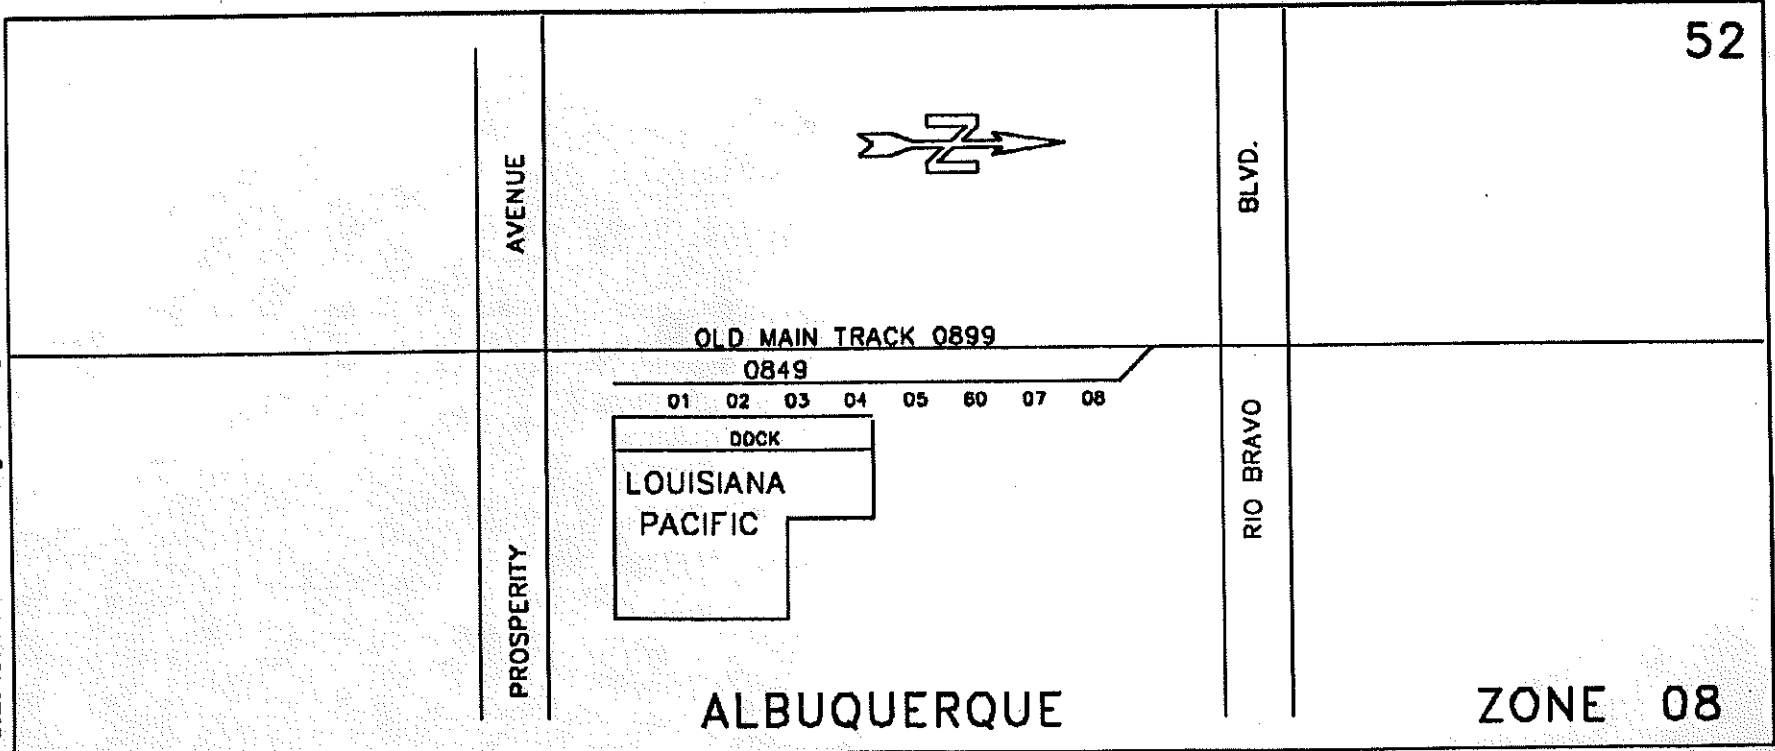 52
N
AVENUE
BLVD.
OLD MAIN TRACK 0899
0849
01 02 03 04 05 60 07 08
DOCK
LOUISIANA
PACIFIC
PROSPERITY
RIO BRAVO
ALBUQUERQUE
ZONE 08